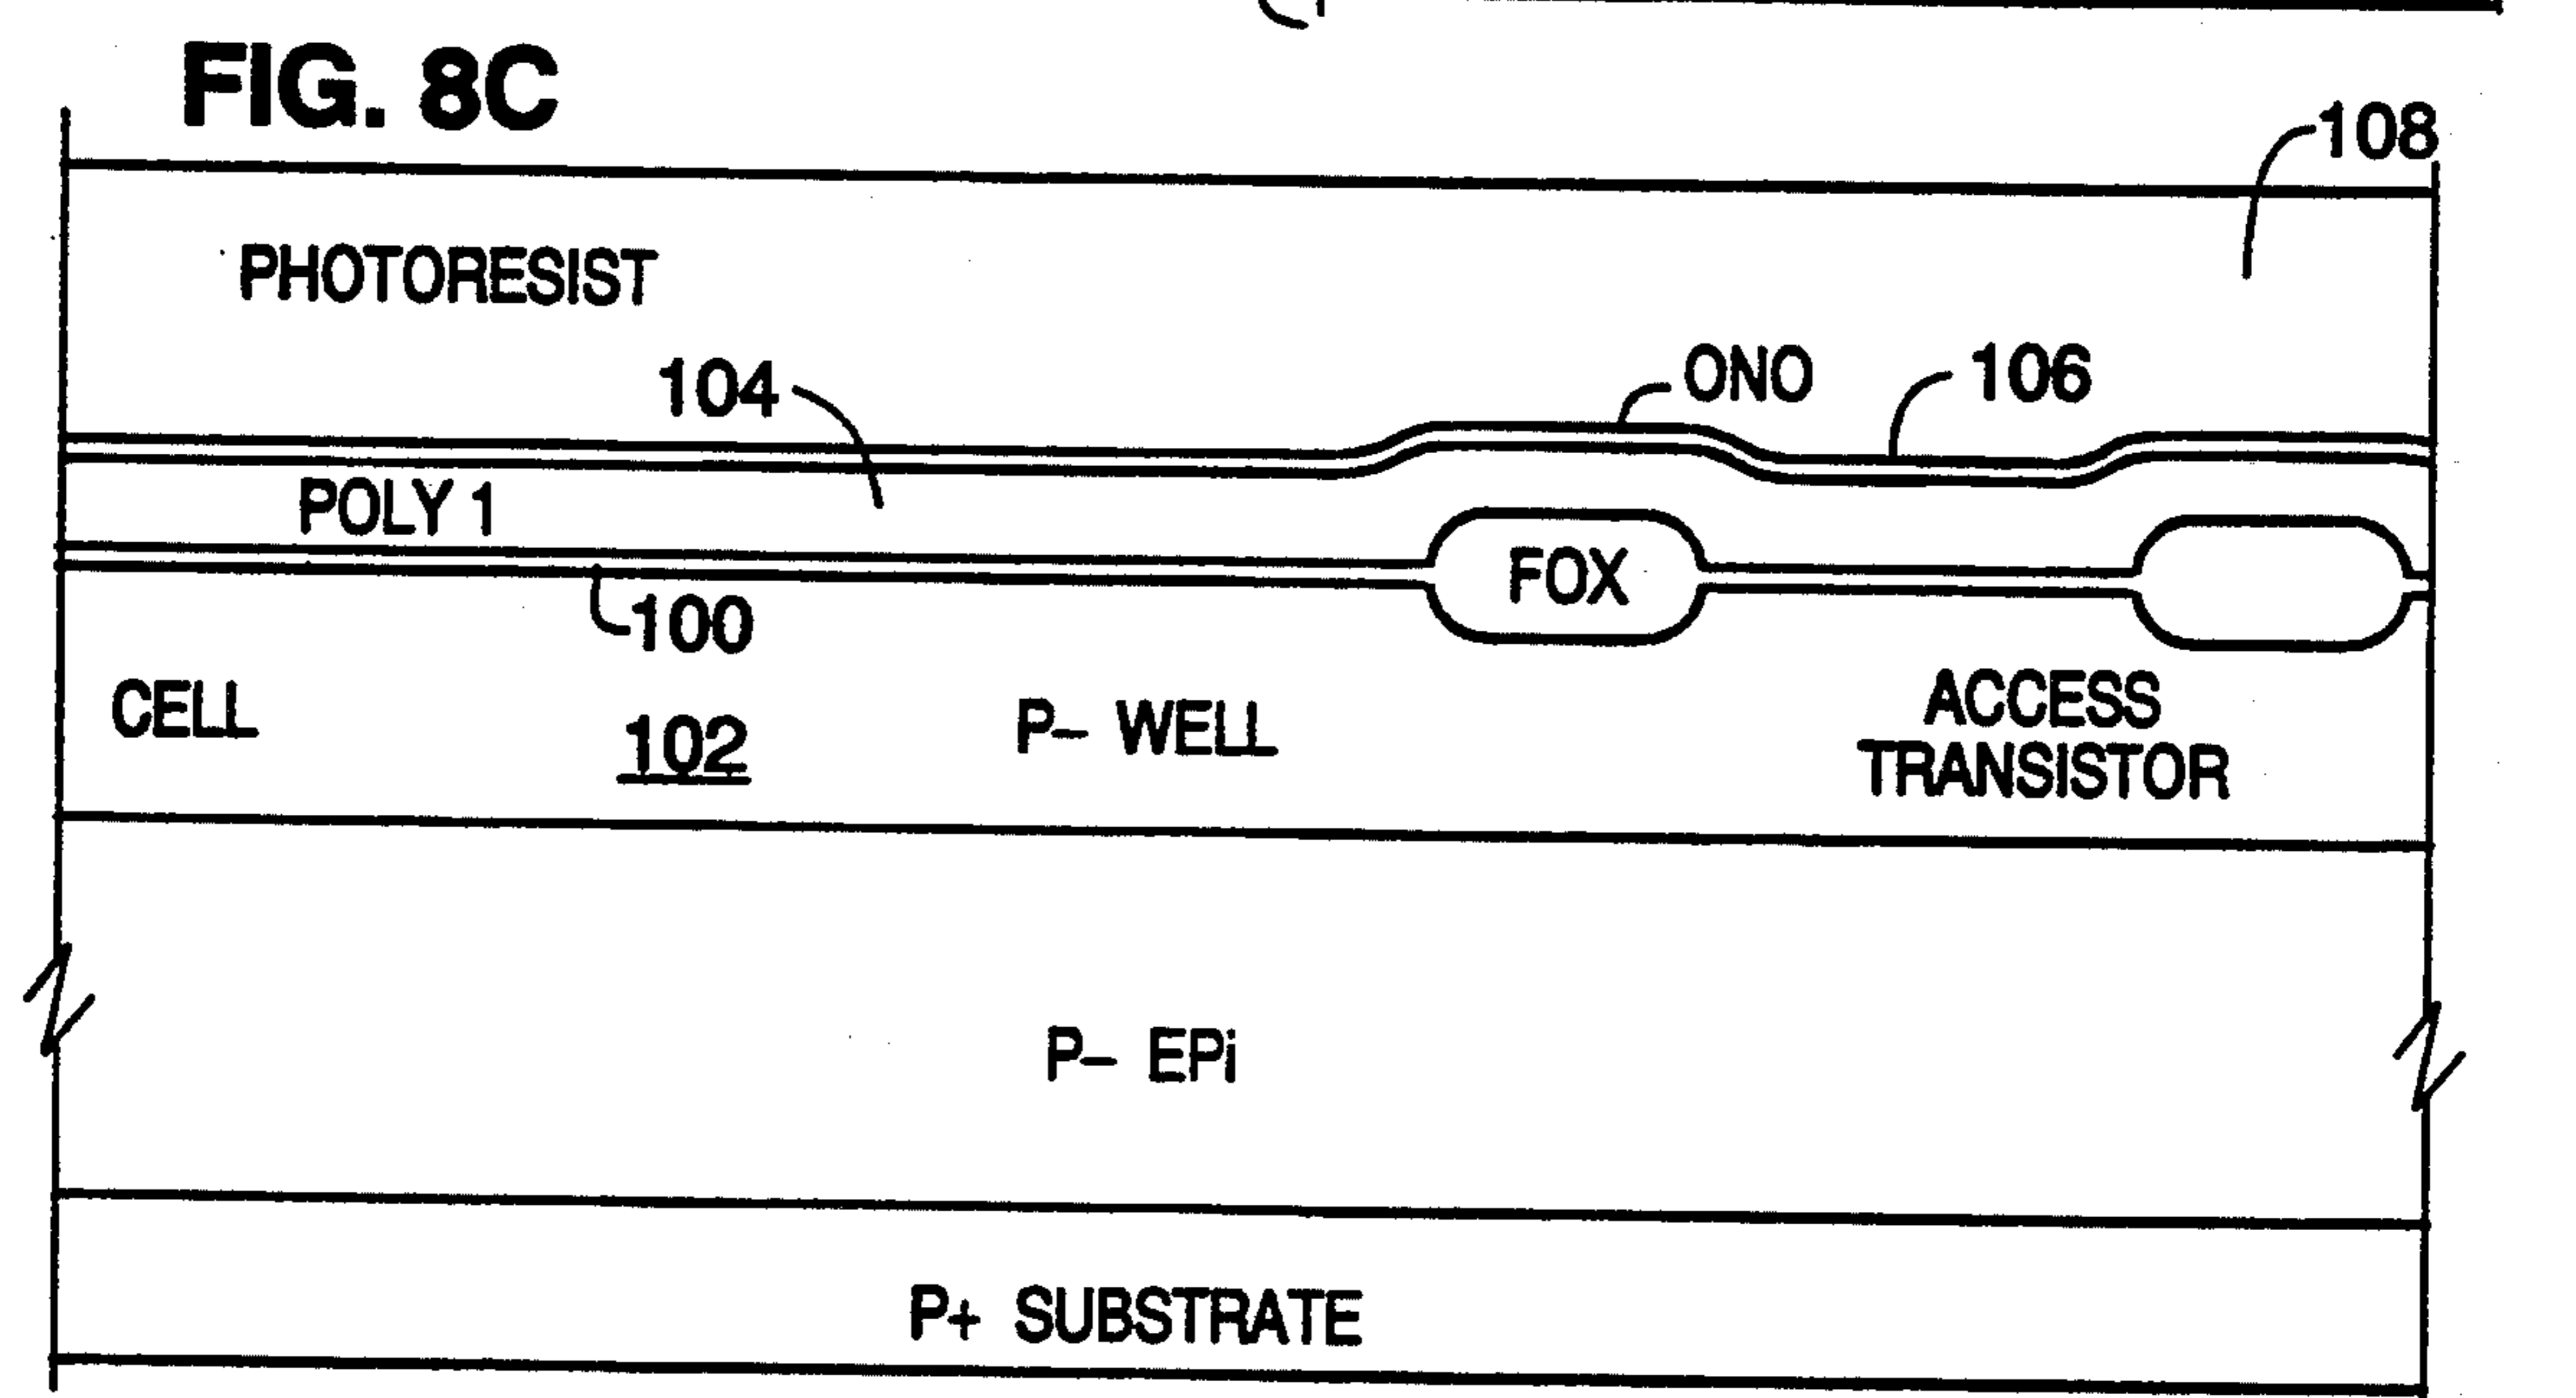 FIG. 8C
108
PHOTORESIST
104
ONO
106
POLY 1
FOX
100
CELL
102
P– WELL
ACCESS
TRANSISTOR
P– EPi
P+ SUBSTRATE